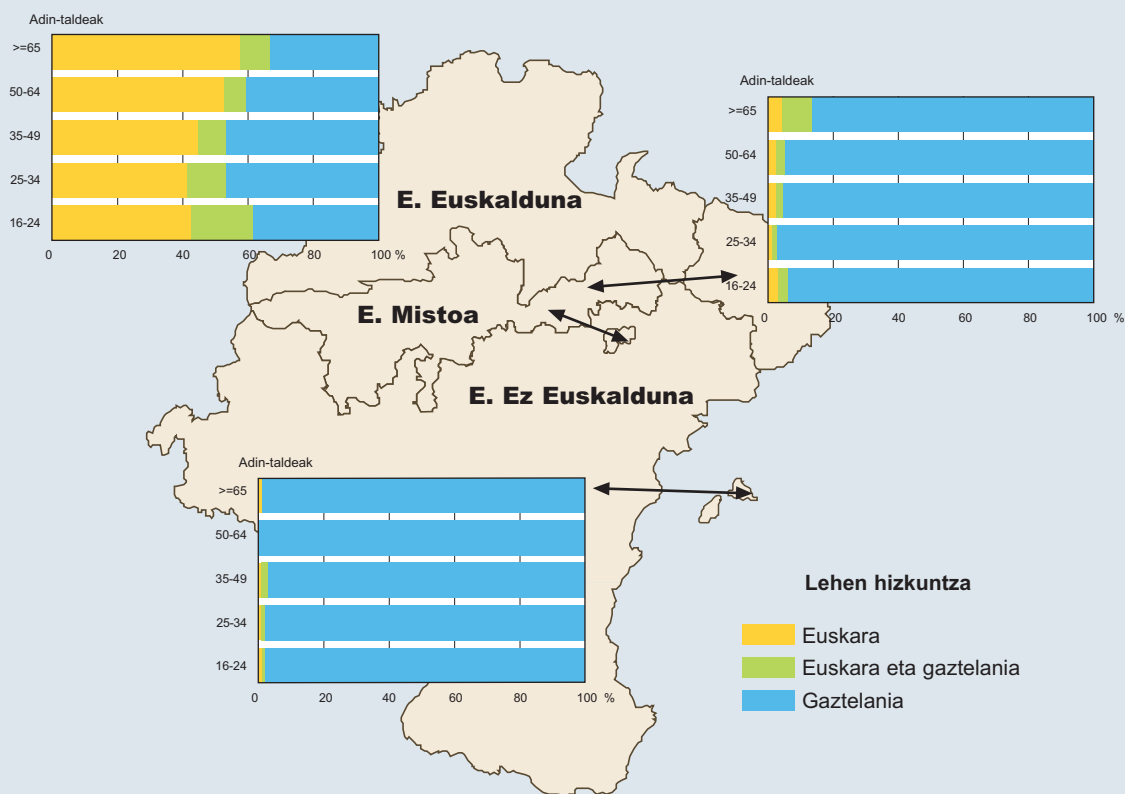 Adin-taldeak
>=65
50-64
35-49
25-34
16-24
0 20 40 60 80 100 %
Adin-taldeak
>=65
50-64
35-49
25-34
16-24
0 20 40 60 80 100 %
E. Euskalduna
E. Mistoa
E. Ez Euskalduna
Adin-taldeak
>=65
50-64
35-49
25-34
16-24
0 20 40 60 80 100 %
Lehen hizkuntza
Euskara
Euskara eta gaztelania
Gaztelania